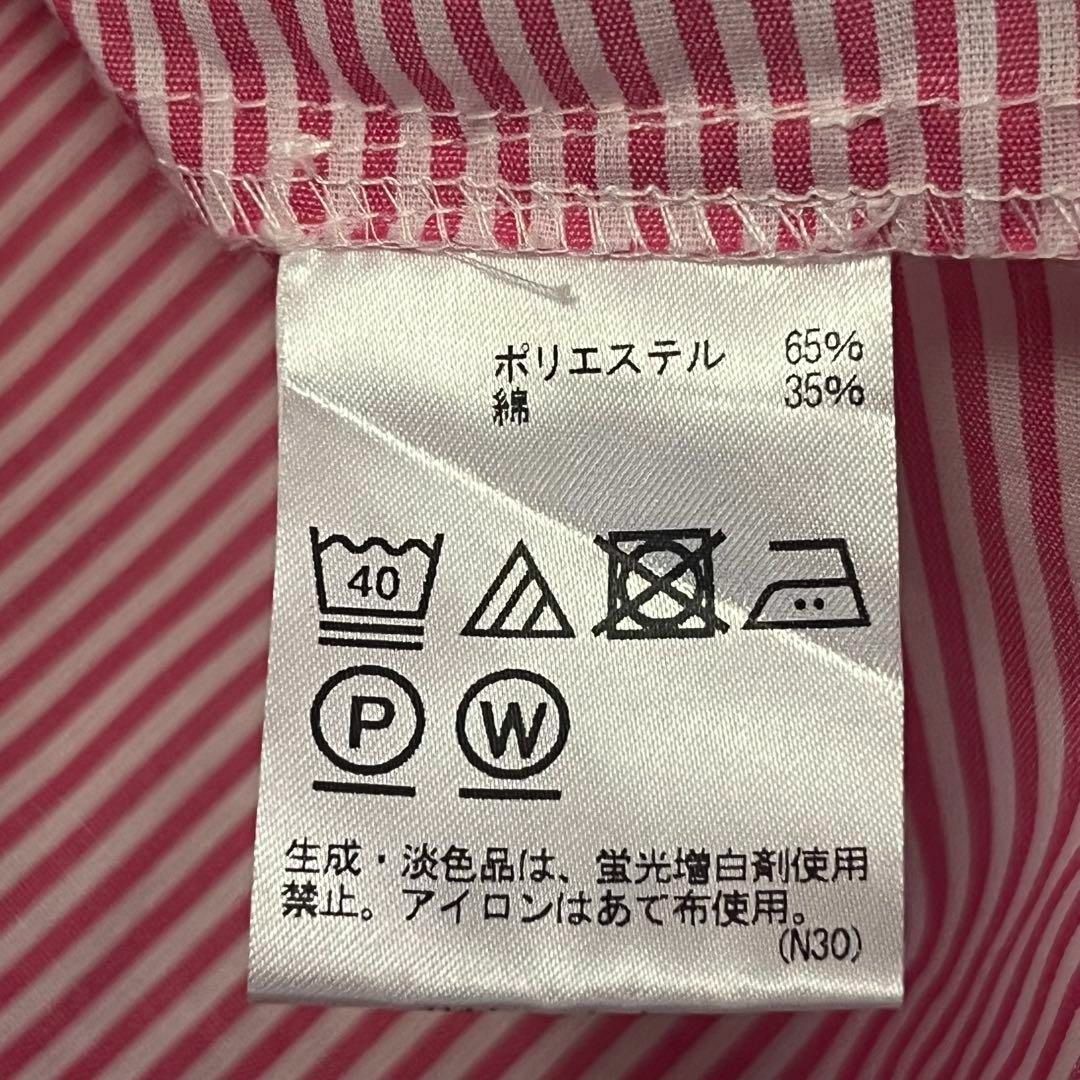 ポリエステル 65%
綿 35%
40
P W
生成・淡色品は、蛍光増白剤使用
禁止。アイロンはあて布使用。
(N30)